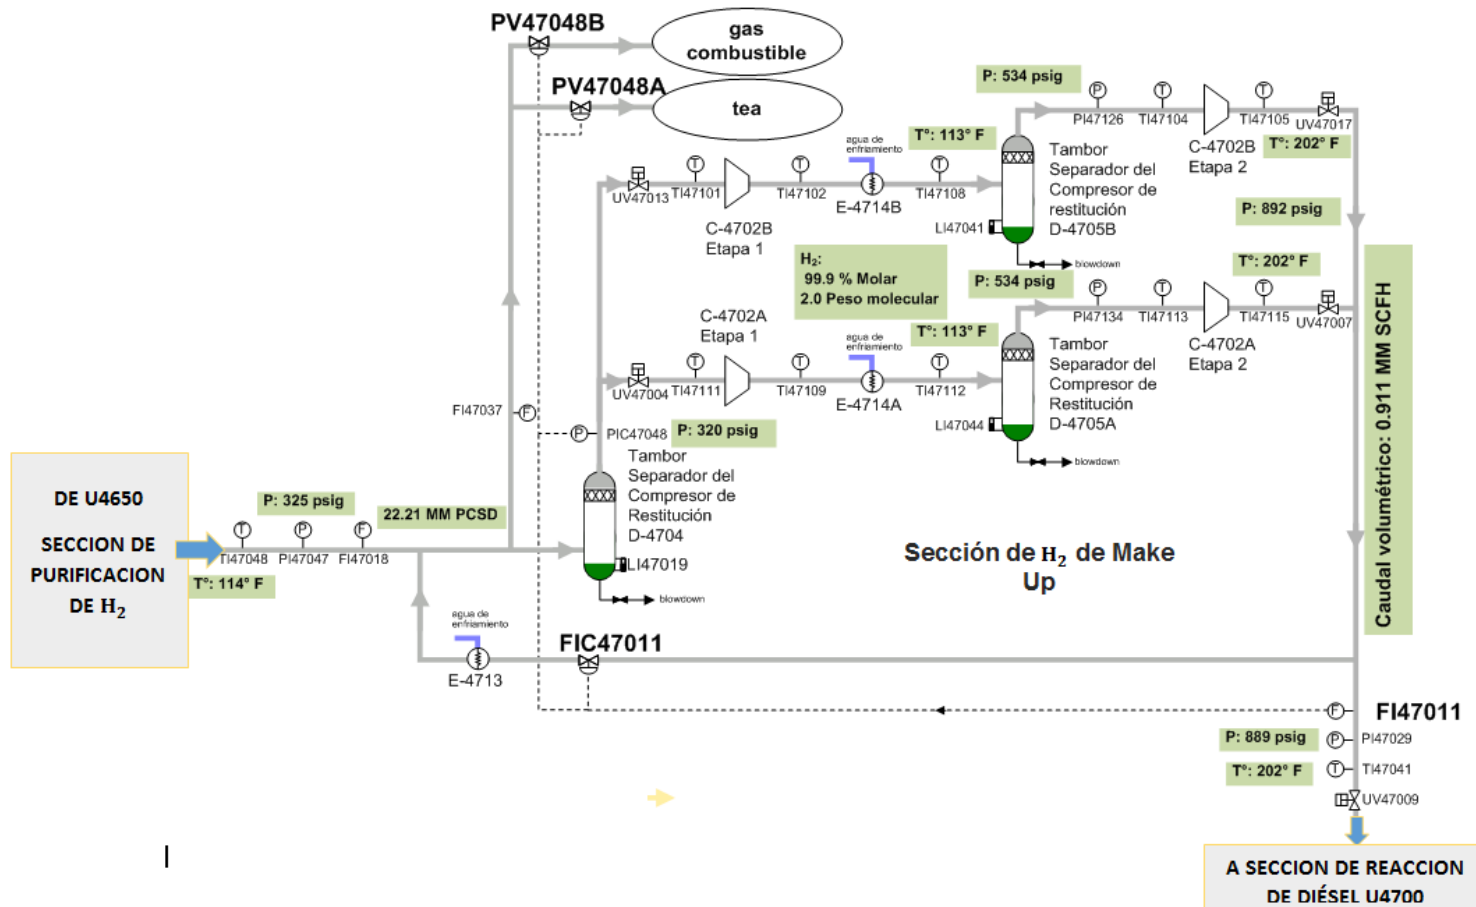 PV47048B
gas
combustible
PV47048A
tea
P: 534 psig
PI47126
TI47104
TI47105
UV47017
C-4702B
Etapa 2
T°: 202° F
agua de
enfriamiento
T°: 113° F
UV47013
TI47101
TI47102
E-4714B
TI47108
C-4702B
Etapa 1
Tambor
Separador del
Compresor de
restitución
D-4705B
LI47041
blowdown
P: 892 psig
H₂:
99.9 % Molar
2.0 Peso molecular
P: 534 psig
T°: 202° F
PI47134
TI47113
TI47115
UV47007
C-4702A
Etapa 2
C-4702A
Etapa 1
agua de
enfriamiento
T°: 113° F
UV47004
TI47111
TI47109
E-4714A
TI47112
Tambor
Separador del
Compresor de
Restitución
D-4705A
LI47044
blowdown
Caudal volumétrico: 0.911 MM SCFH
FI47037
F
P
PIC47048
P: 320 psig
Tambor
Separador del
Compresor de
Restitución
D-4704
LI47019
blowdown
DE U4650
SECCION DE
PURIFICACION
DE H₂
P: 325 psig
22.21 MM PCSD
T
P
F
TI47048
PI47047
FI47018
T°: 114° F
Sección de H₂ de Make
Up
agua de
enfriamiento
E-4713
FIC47011
F
FI47011
P: 889 psig
P
PI47029
T°: 202° F
T
TI47041
UV47009
A SECCION DE REACCION
DE DIÉSEL U4700